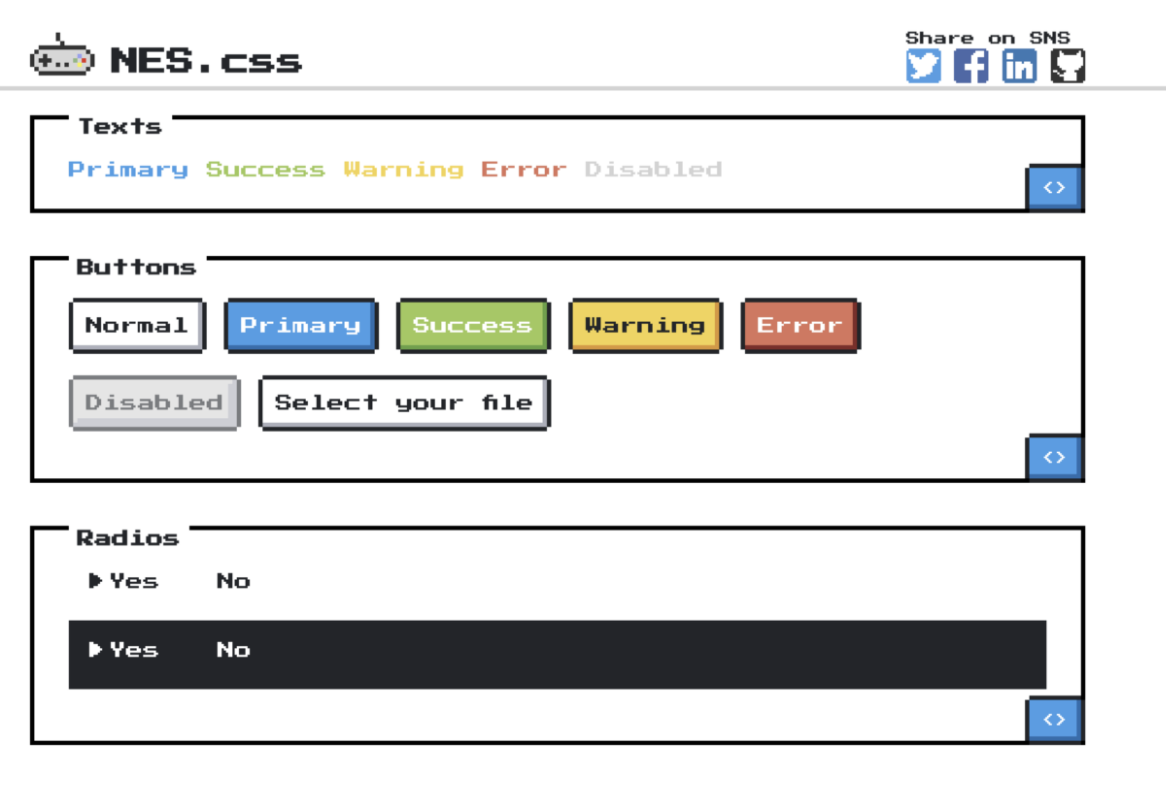 NES.css
Share on SNS
Texts
Primary Success Warning Error Disabled
<>
Buttons
Normal Primary Success Warning Error
Disabled Select your file
<>
Radios
Yes No
Yes No
<>